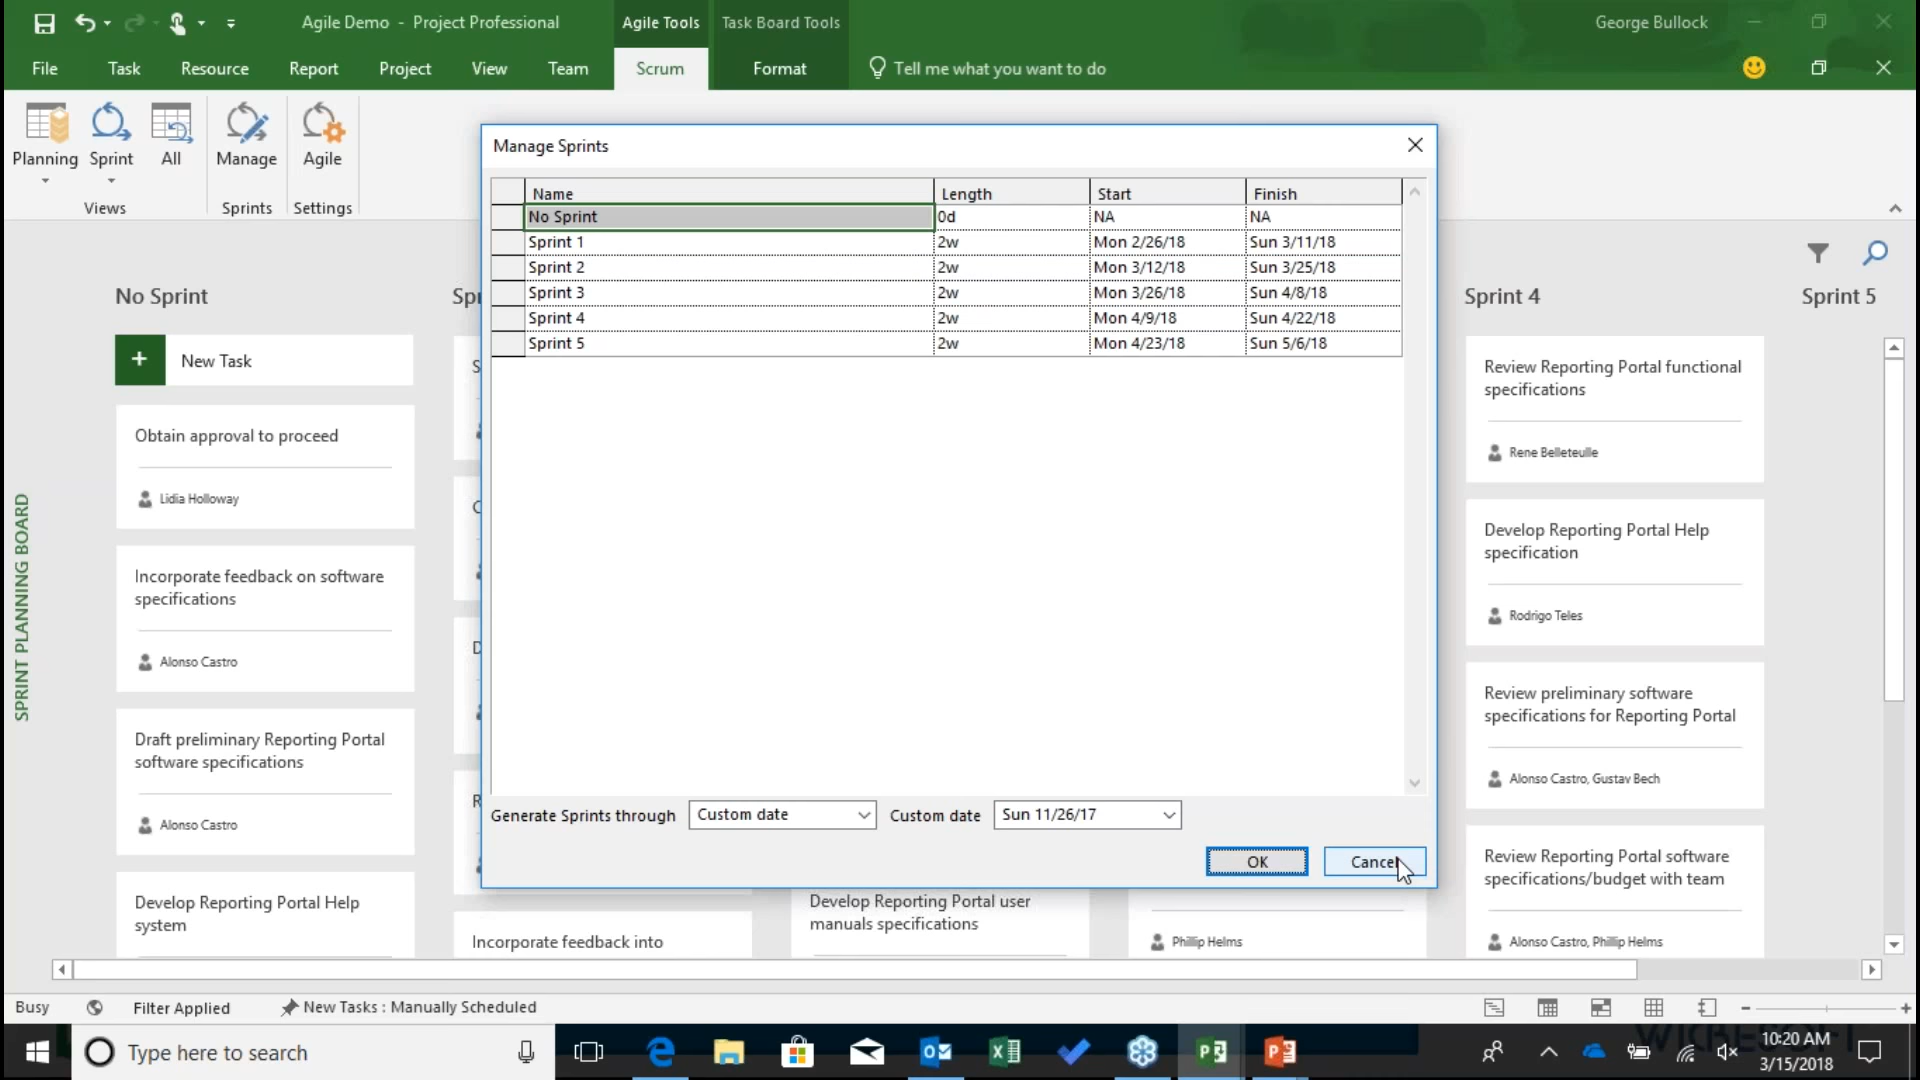 Agile Demo - Project Professional
Agile Tools
Task Board Tools
George Bullock
File
Task
Resource
Report
Project
View
Team
Scrum
Format
Tell me what you want to do
Planning
Sprint
All
Manage
Agile
Views
Sprints
Settings
Manage Sprints
Name Length Start Finish
No Sprint 0d NA NA
Sprint 1 2w Mon 2/26/18 Sun 3/11/18
Sprint 2 2w Mon 3/12/18 Sun 3/25/18
Sprint 3 2w Mon 3/26/18 Sun 4/8/18
Sprint 4 2w Mon 4/9/18 Sun 4/22/18
Sprint 5 2w Mon 4/23/18 Sun 5/6/18
Generate Sprints through Custom date Custom date Sun 11/26/17
OK
Cancel
SPRINT PLANNING BOARD
No Sprint
+ New Task
Obtain approval to proceed
Lidia Holloway
Incorporate feedback on software
specifications
Alonso Castro
Draft preliminary Reporting Portal
software specifications
Alonso Castro
Develop Reporting Portal Help
system
Incorporate feedback into
Develop Reporting Portal user
manuals specifications
Phillip Helms
Sprint 4
Review Reporting Portal functional
specifications
Rene Belleteulle
Develop Reporting Portal Help
specification
Rodrigo Teles
Review preliminary software
specifications for Reporting Portal
Alonso Castro, Gustav Bech
Review Reporting Portal software
specifications/budget with team
Alonso Castro, Phillip Helms
Sprint 5
Busy
Filter Applied
New Tasks : Manually Scheduled
Type here to search
10:20 AM
3/15/2018